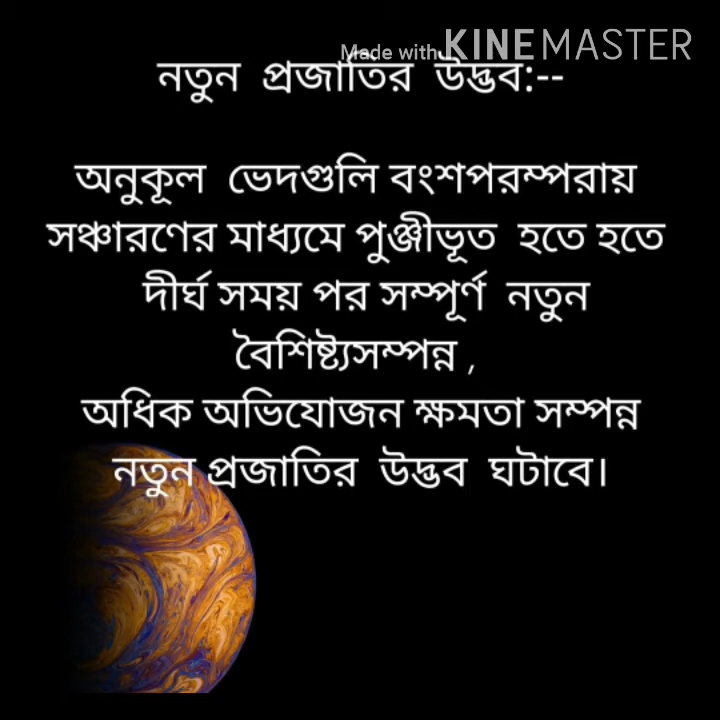 Made with KINEMASTER
নতুন প্রজাতির উদ্ভব:--
অনুকূল ভেদগুলি বংশপরম্পরায়
সঞ্চারণের মাধ্যমে পুঞ্জীভূত হতে হতে
দীর্ঘ সময় পর সম্পূর্ণ নতুন
বৈশিষ্ট্যসম্পন্ন ,
অধিক অভিযোজন ক্ষমতা সম্পন্ন
নতুন প্রজাতির উদ্ভব ঘটাবে।